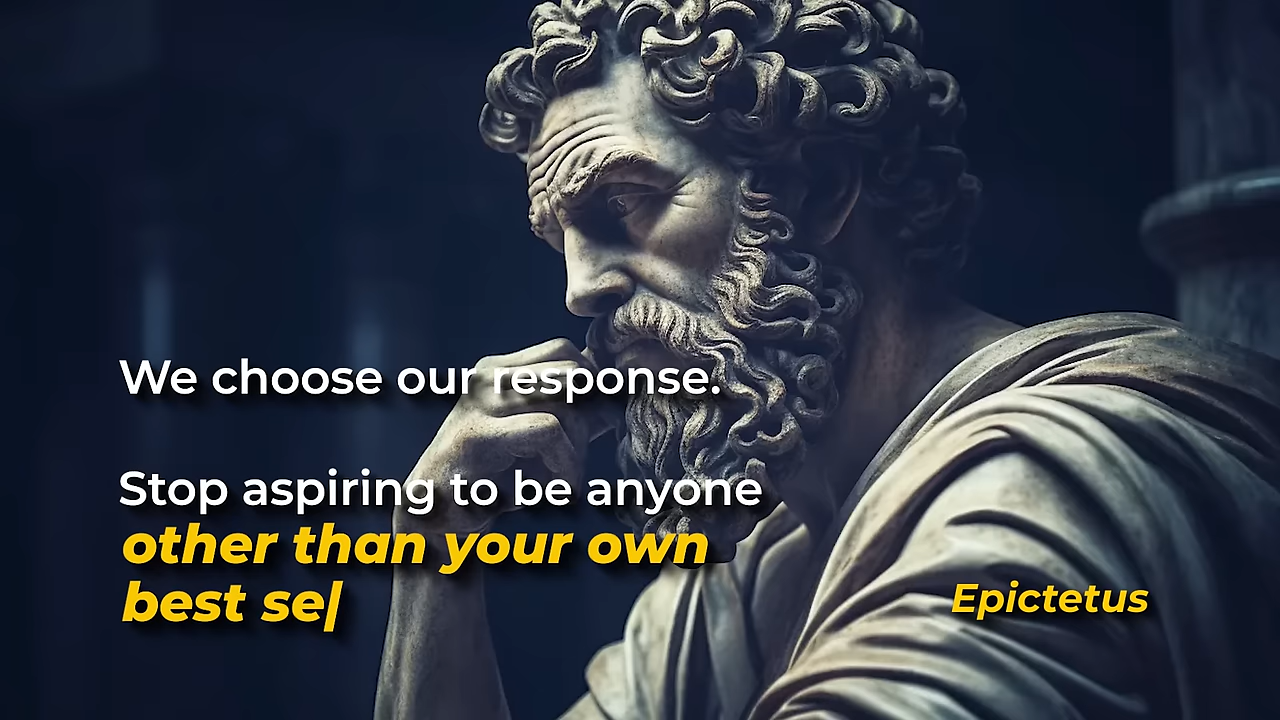 We choose our response.
Stop aspiring to be anyone
other than your own
best se|
Epictetus